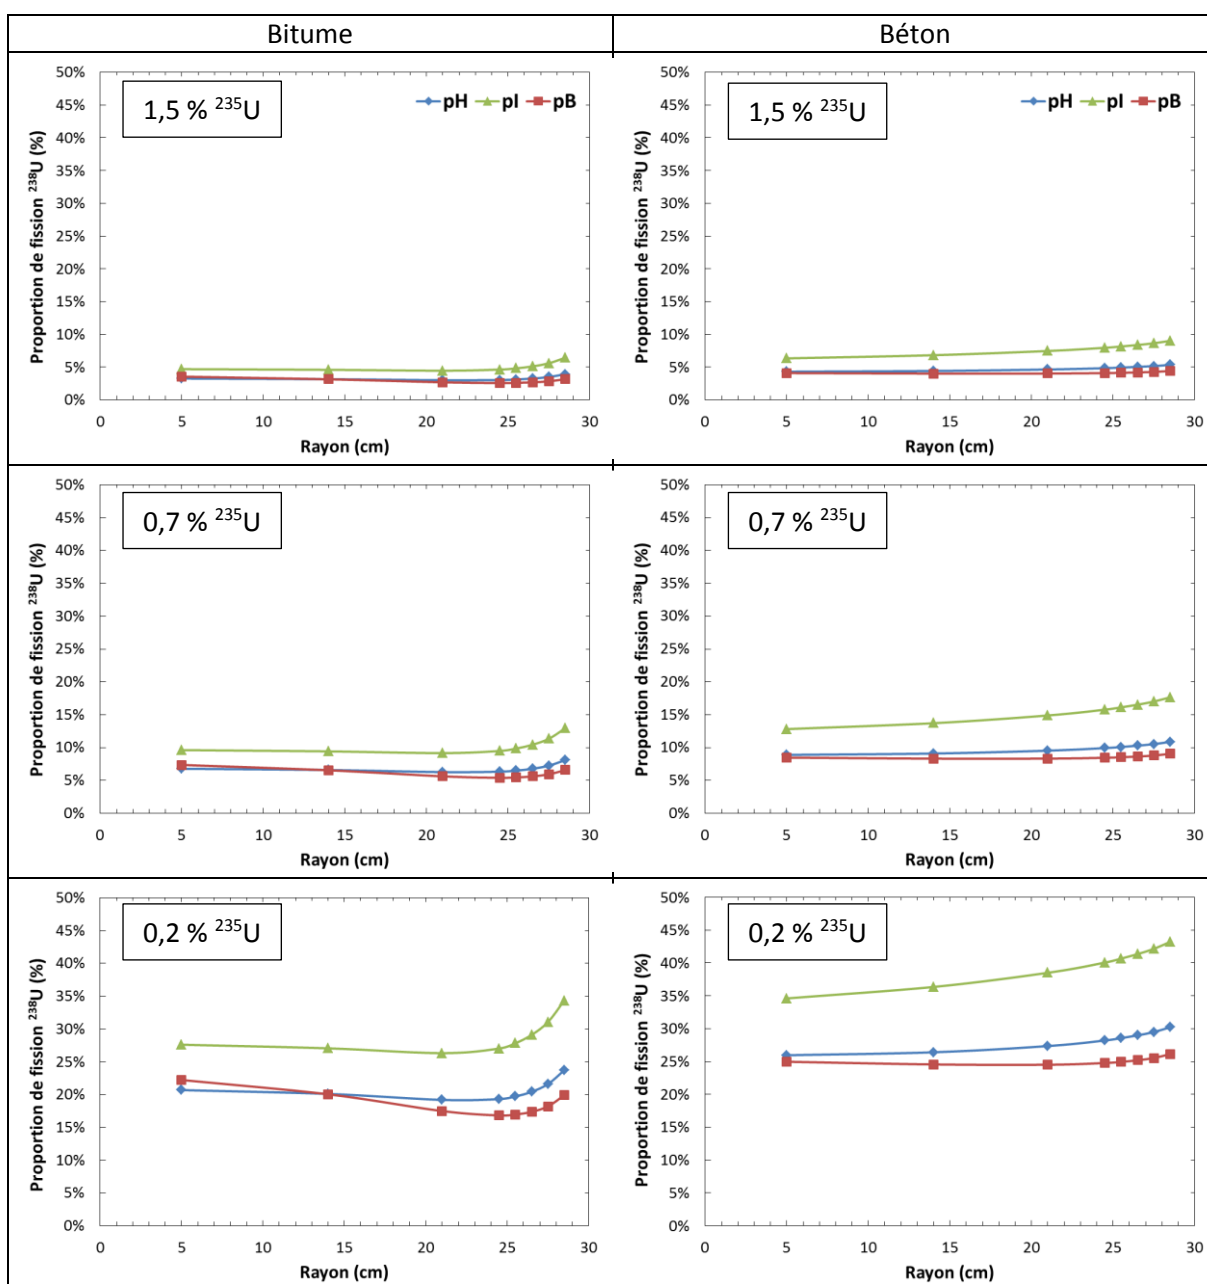 Bitume
Béton
50%
45%
40%
35%
30%
25%
20%
15%
10%
5%
0%
Proportion de fission ²³⁸U (%)
1,5 % ²³⁵U
pH pI pB
0 5 10 15 20 25 30
Rayon (cm)
50%
45%
40%
35%
30%
25%
20%
15%
10%
5%
0%
Proportion de fission ²³⁸U (%)
1,5 % ²³⁵U
pH pI pB
0 5 10 15 20 25 30
Rayon (cm)
50%
45%
40%
35%
30%
25%
20%
15%
10%
5%
0%
Proportion de fission ²³⁸U (%)
0,7 % ²³⁵U
0 5 10 15 20 25 30
Rayon (cm)
50%
45%
40%
35%
30%
25%
20%
15%
10%
5%
0%
Proportion de fission ²³⁸U (%)
0,7 % ²³⁵U
0 5 10 15 20 25 30
Rayon (cm)
50%
45%
40%
35%
30%
25%
20%
15%
10%
5%
0%
Proportion de fission ²³⁸U (%)
0,2 % ²³⁵U
0 5 10 15 20 25 30
Rayon (cm)
50%
45%
40%
35%
30%
25%
20%
15%
10%
5%
0%
Proportion de fission ²³⁸U (%)
0,2 % ²³⁵U
0 5 10 15 20 25 30
Rayon (cm)